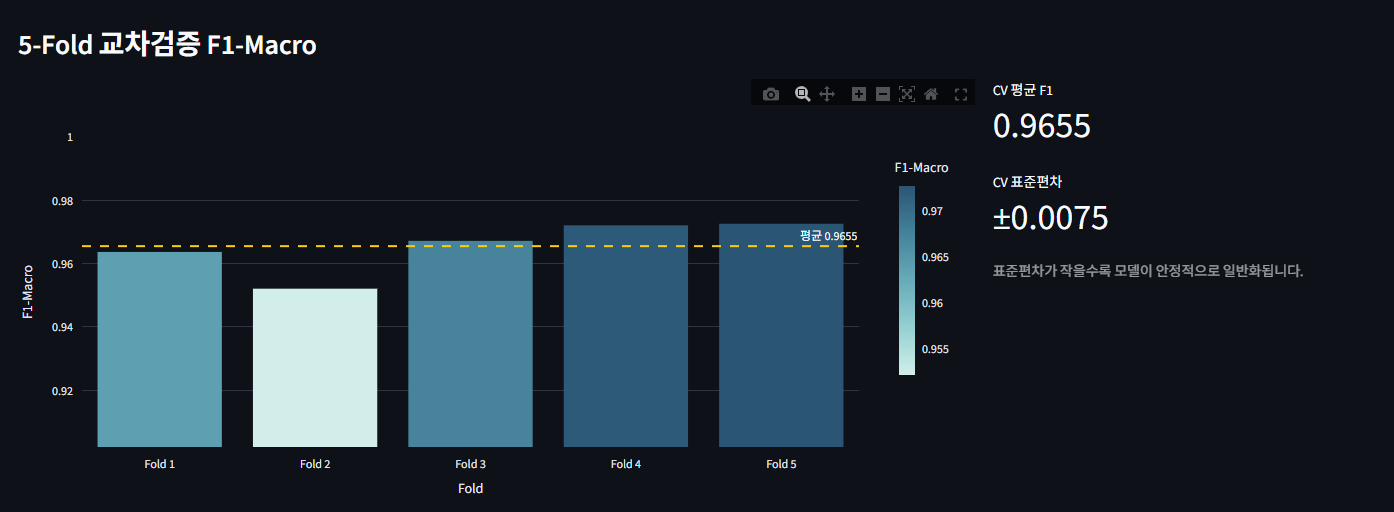 5-Fold 교차검증 F1-Macro
CV 평균 F1
0.9655
CV 표준편차
±0.0075
표준편차가 작을수록 모델이 안정적으로 일반화됩니다.
1
0.98
0.96
0.94
0.92
F1-Macro
평균 0.9655
Fold 1
Fold 2
Fold 3
Fold 4
Fold 5
Fold
F1-Macro
0.97
0.965
0.96
0.955